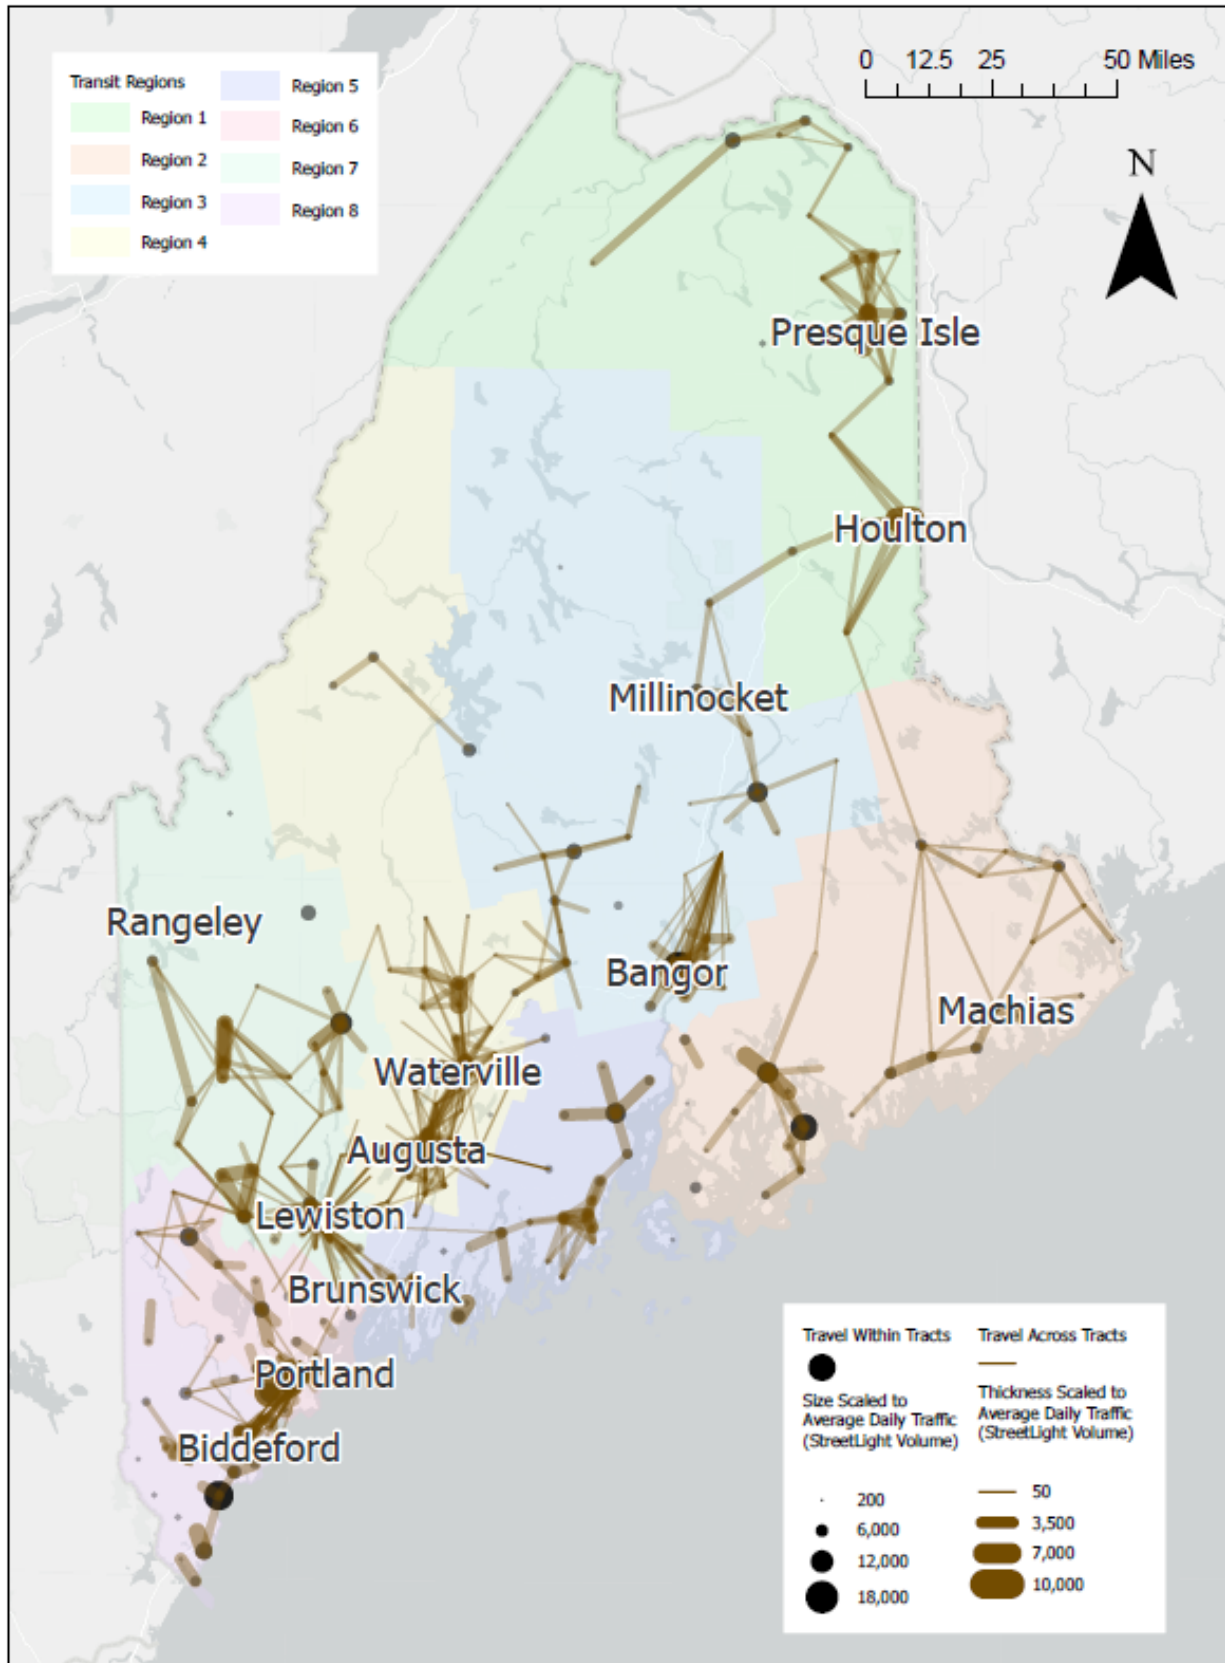 0 12.5 25 50 Miles
N
Transit Regions
Region 1
Region 2
Region 3
Region 4
Region 5
Region 6
Region 7
Region 8
Presque Isle
Houlton
Millinocket
Rangeley
Bangor
Machias
Waterville
Augusta
Lewiston
Brunswick
Portland
Biddeford
Travel Within Tracts
Size Scaled to
Average Daily Traffic
(StreetLight Volume)
200
6,000
12,000
18,000
Travel Across Tracts
Thickness Scaled to
Average Daily Traffic
(StreetLight Volume)
50
3,500
7,000
10,000